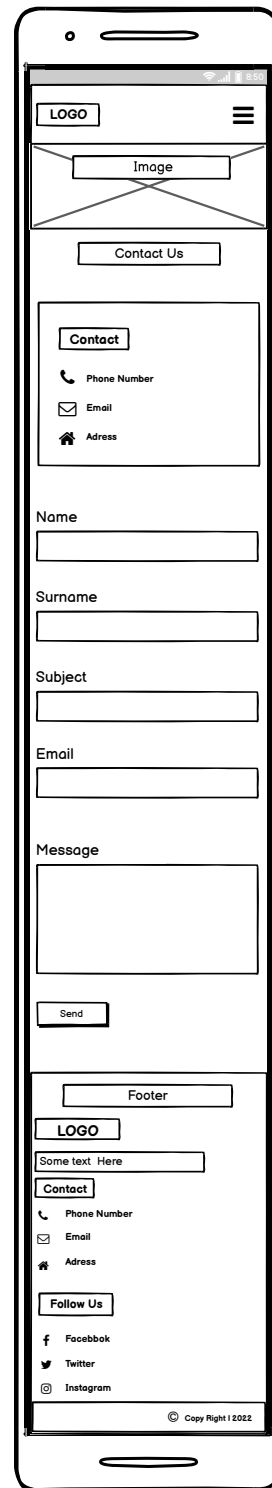 8:50
LOGO
Image
Contact Us
Contact
Phone Number
Email
Adress
Name
Surname
Subject
Email
Message
Send
Footer
LOGO
Some text Here
Contact
Phone Number
Email
Adress
Follow Us
Facebbok
Twitter
Instagram
© Copy Right I 2022